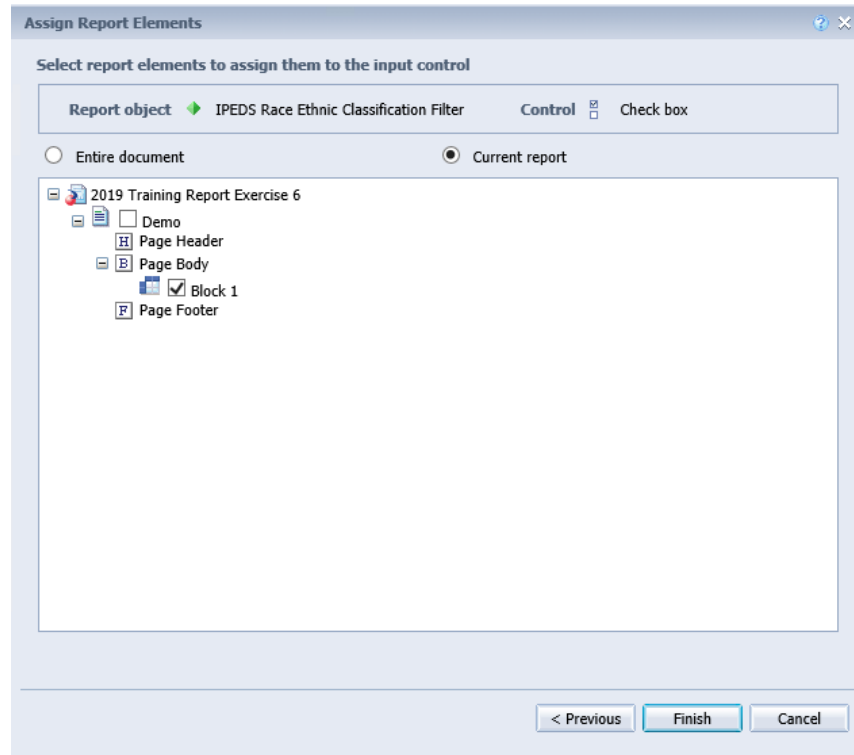 Assign Report Elements
Select report elements to assign them to the input control
Report object IPEDS Race Ethnic Classification Filter Control Check box
Entire document Current report
2019 Training Report Exercise 6
Demo
H Page Header
B Page Body
Block 1
F Page Footer
< Previous Finish Cancel